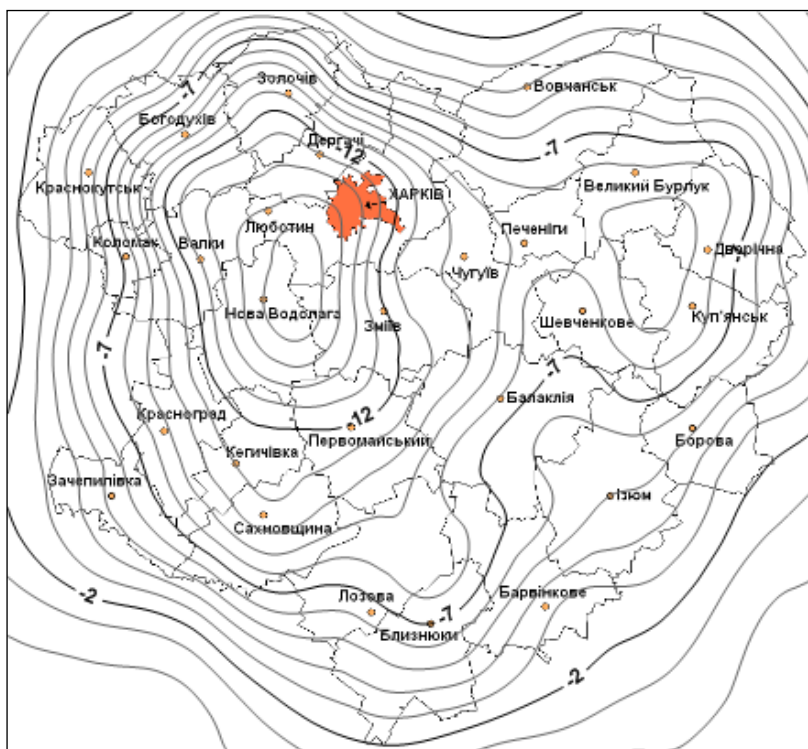 Золочів
Вовчанськ
-7
Богодухів
Дергачі
-12
-7
Краснокутськ
Великий Бурлук
ХАРКІВ
Люботин
Печеніги
Коломак
Валки
Дворічна
-7
Чугуїв
Нова Водолага
Зміїв
Шевченкове
Куп'янськ
-7
-7
Балаклія
Красноград
-12
Первомайський
Борова
Кегичівка
Зачепилівка
Ізюм
Сахновщина
-2
Лозова
Барвінкове
-7
Близнюки
-2